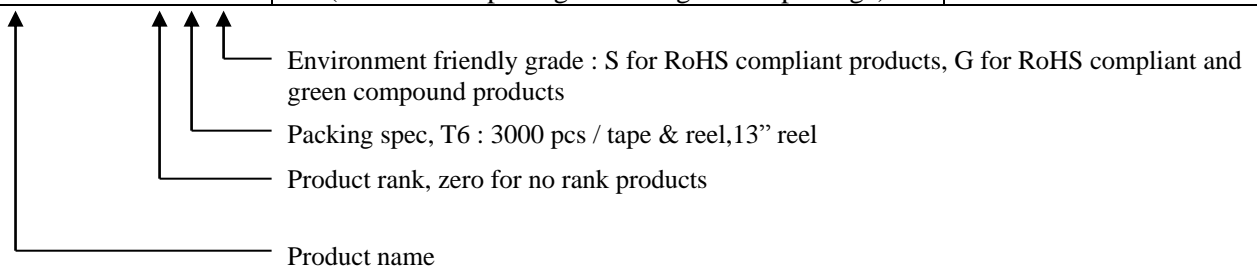 Environment friendly grade : S for RoHS compliant products, G for RoHS compliant and
green compound products
Packing spec, T6 : 3000 pcs / tape & reel,13” reel
Product rank, zero for no rank products
Product name